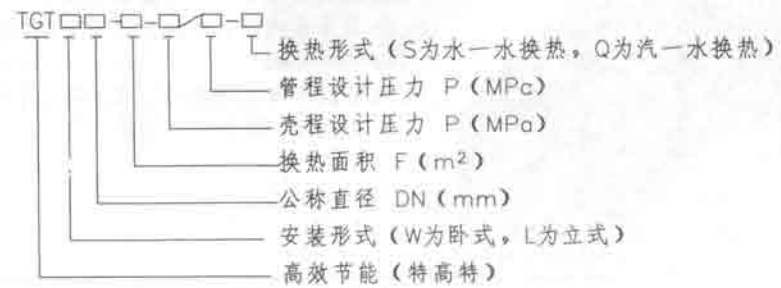 TGT□□-□-□/□-□
换热形式(S为水一水换热,Q为汽一水换热)
管程设计压力 P(MPa)
壳程设计压力 P(MPa)
换热面积 F(m²)
公称直径 DN(mm)
安装形式(W为卧式,L为立式)
高效节能(特高特)